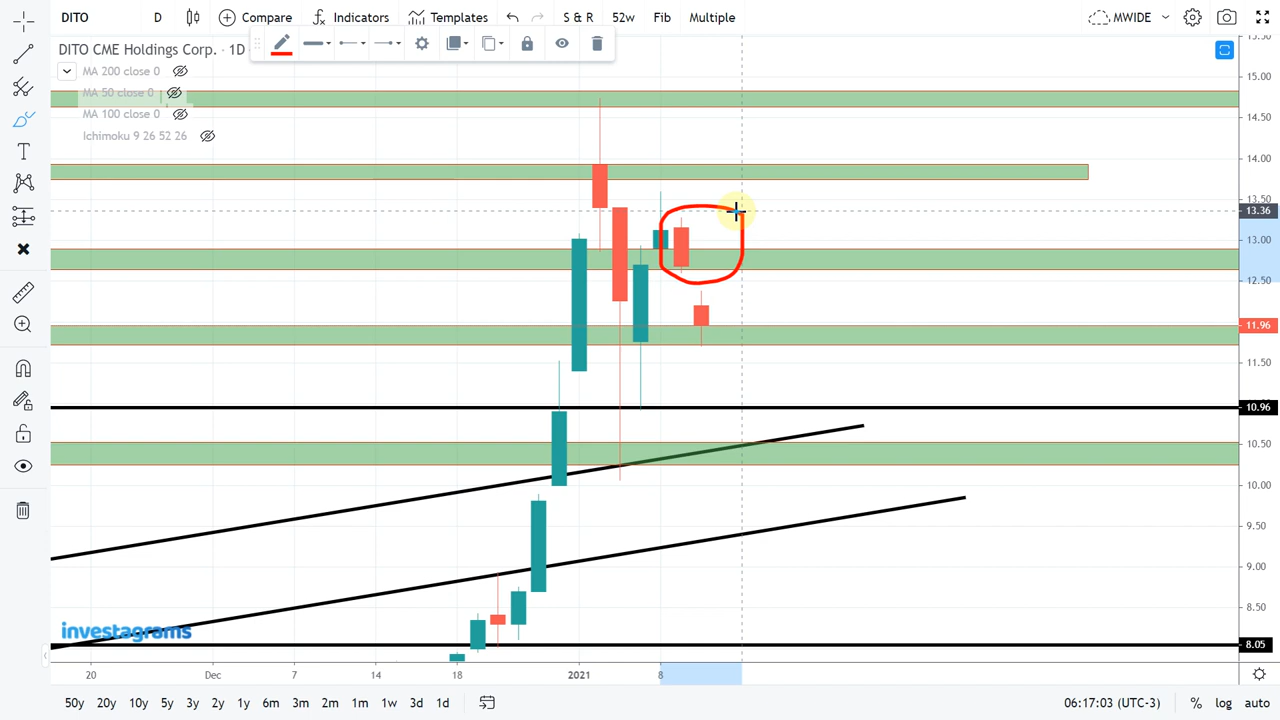 DITO D Compare Indicators Templates S & R 52w Fib Multiple MWIDE
DITO CME Holdings Corp. · 1D
MA 200 close 0
MA 50 close 0
MA 100 close 0
Ichimoku 9 26 52 26
15.00
14.50
14.00
13.50
13.36
13.00
12.50
11.96
11.50
10.96
10.50
10.00
9.50
9.00
8.50
8.05
investagrams
20 Dec 7 14 18 2021 8
50y 20y 10y 5y 3y 2y 1y 6m 3m 2m 1m 1w 3d 1d 06:17:03 (UTC-3) % log auto